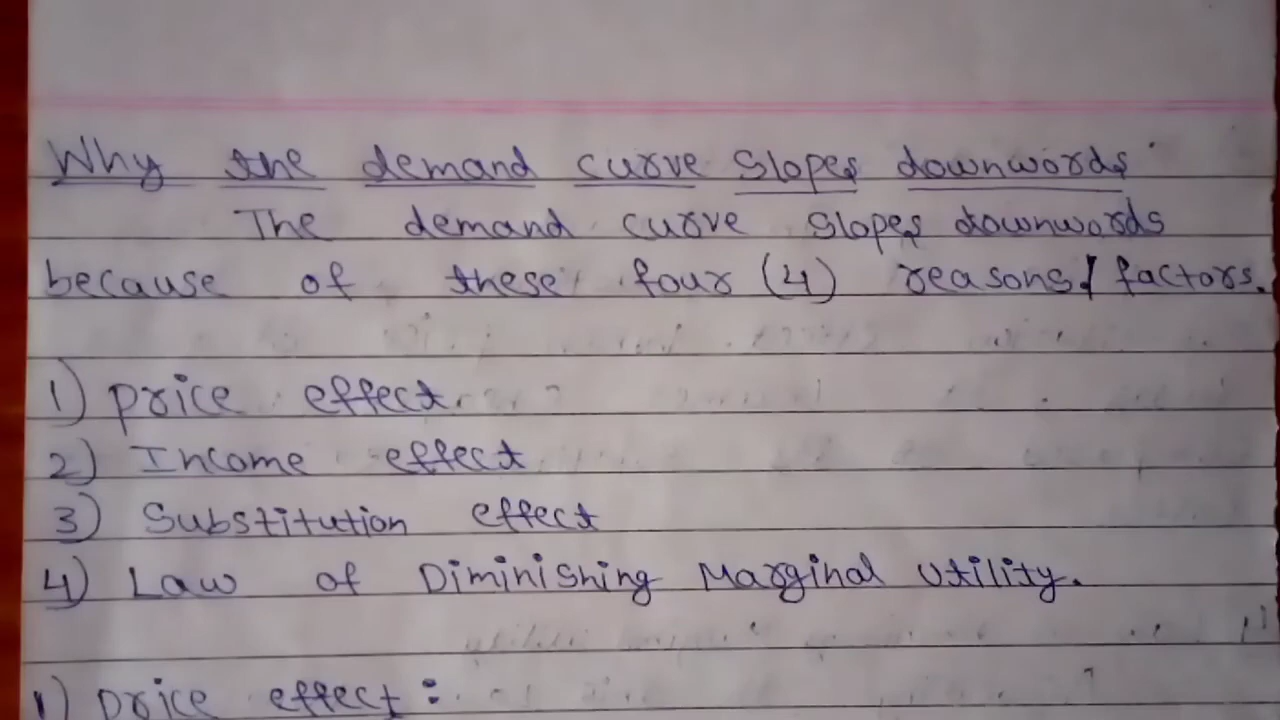 Why the demand curve slopes downwords
The demand curve slopes downwords
because of these four (4) reasons/factors.
1) Price effect.
2) Income effect
3) Substitution effect
4) Law of Diminishing Marginal Utility.
1) Price effect: